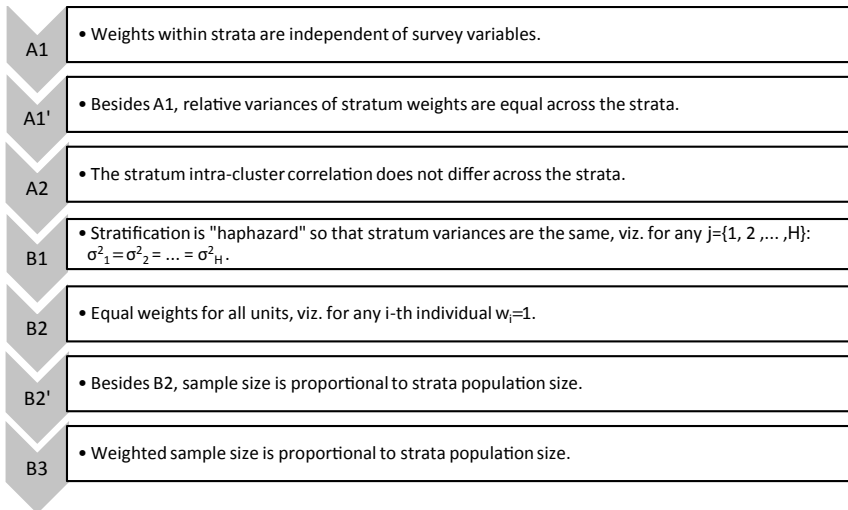 A1
• Weights within strata are independent of survey variables.
A1'
• Besides A1, relative variances of stratum weights are equal across the strata.
A2
• The stratum intra-cluster correlation does not differ across the strata.
B1
• Stratification is "haphazard" so that stratum variances are the same, viz. for any j={1, 2 ,... ,H}:
σ²₁ = σ²₂ = ... = σ²H .
B2
• Equal weights for all units, viz. for any i-th individual wᵢ=1.
B2'
• Besides B2, sample size is proportional to strata population size.
B3
• Weighted sample size is proportional to strata population size.